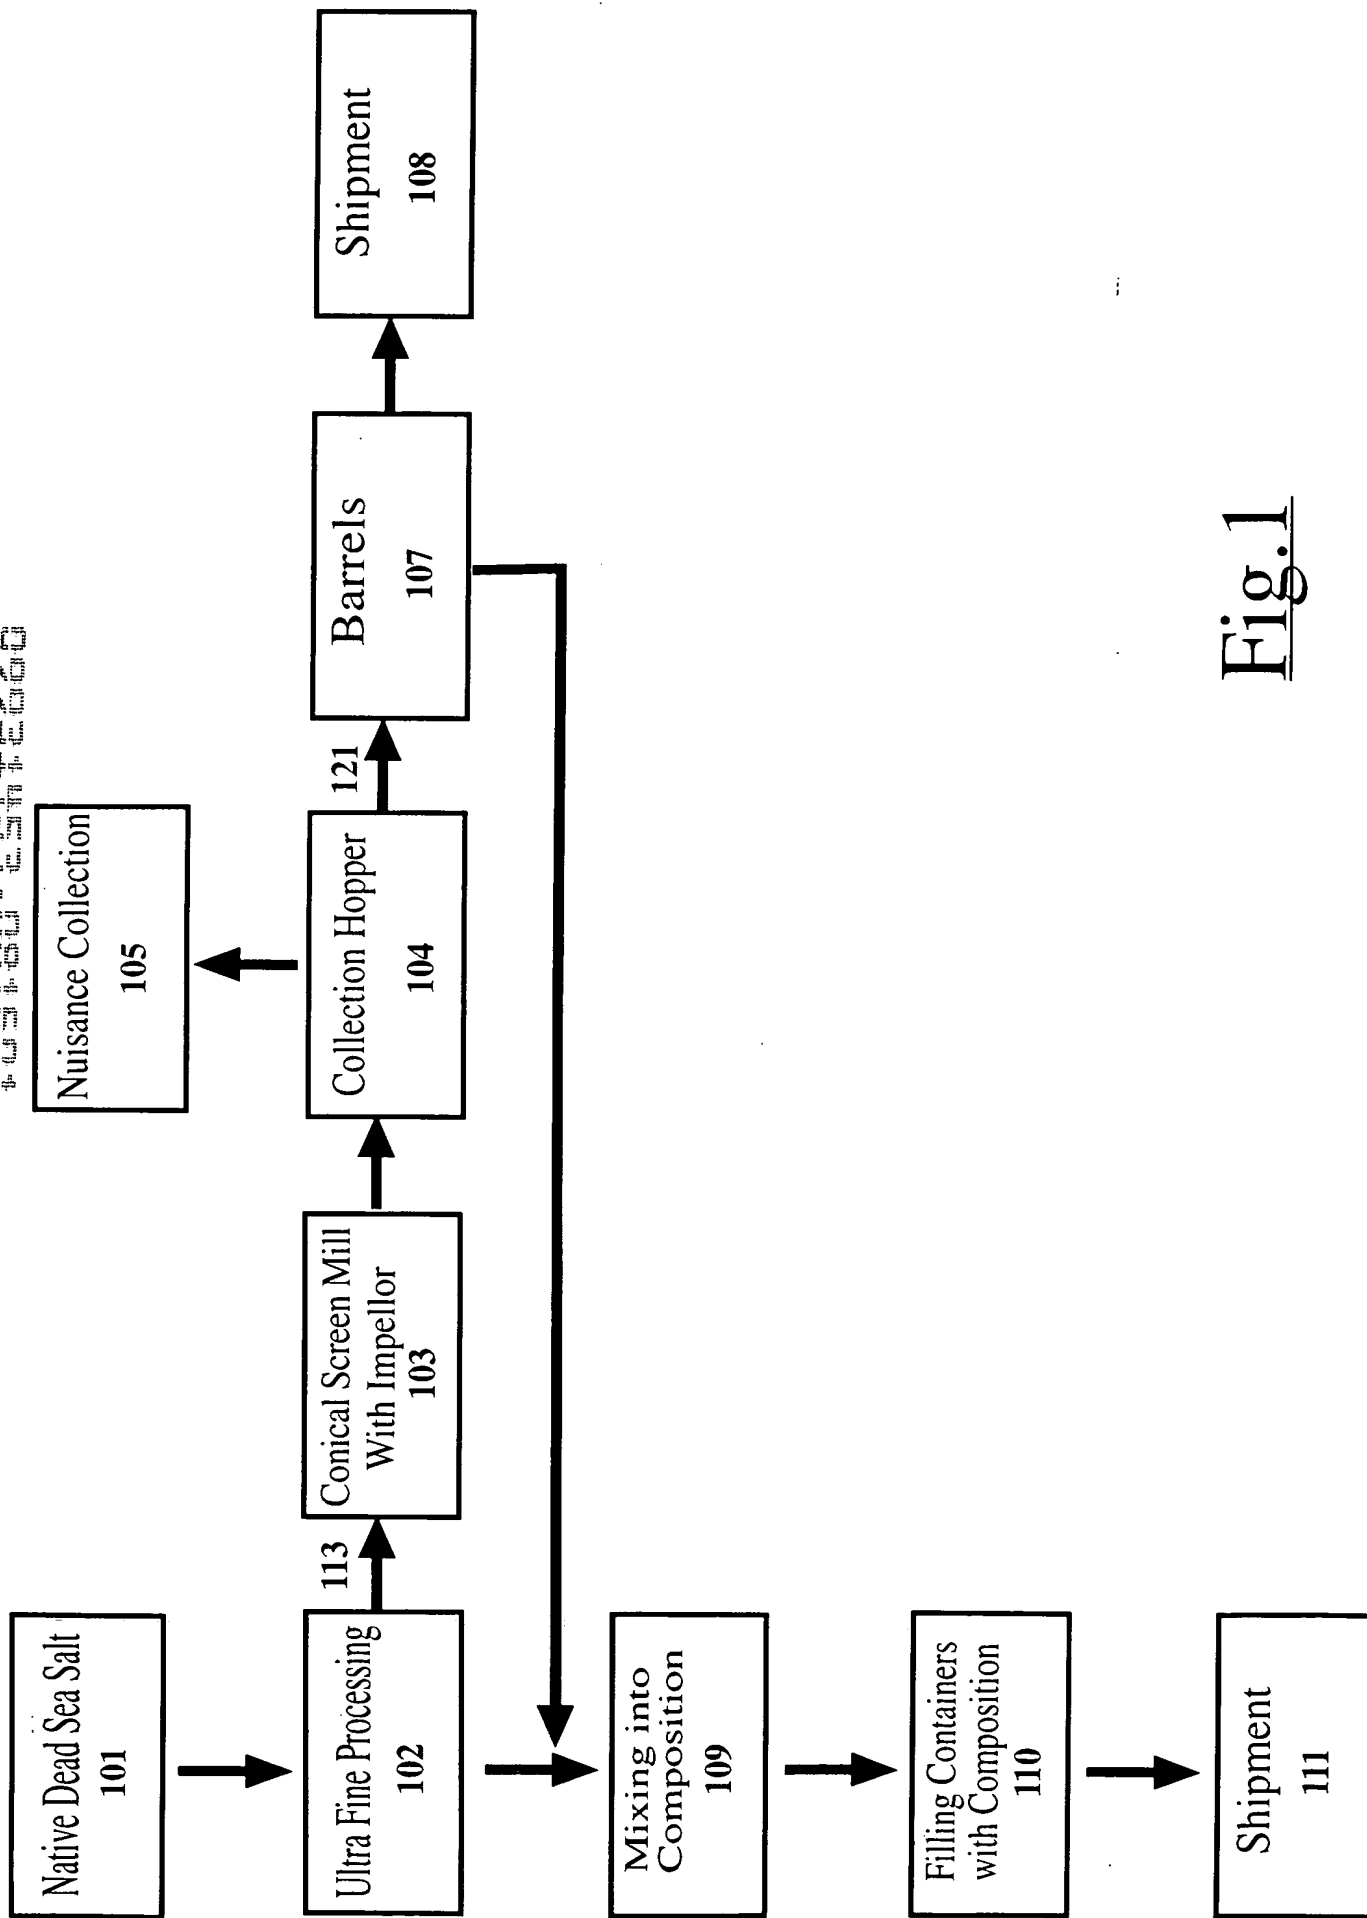 Native Dead Sea Salt
101
Ultra Fine Processing
102
113
Conical Screen Mill
With Impellor
103
Collection Hopper
104
Nuisance Collection
105
121
Barrels
107
Shipment
108
Mixing into
Composition
109
Filling Containers
with Composition
110
Shipment
111
Fig.1